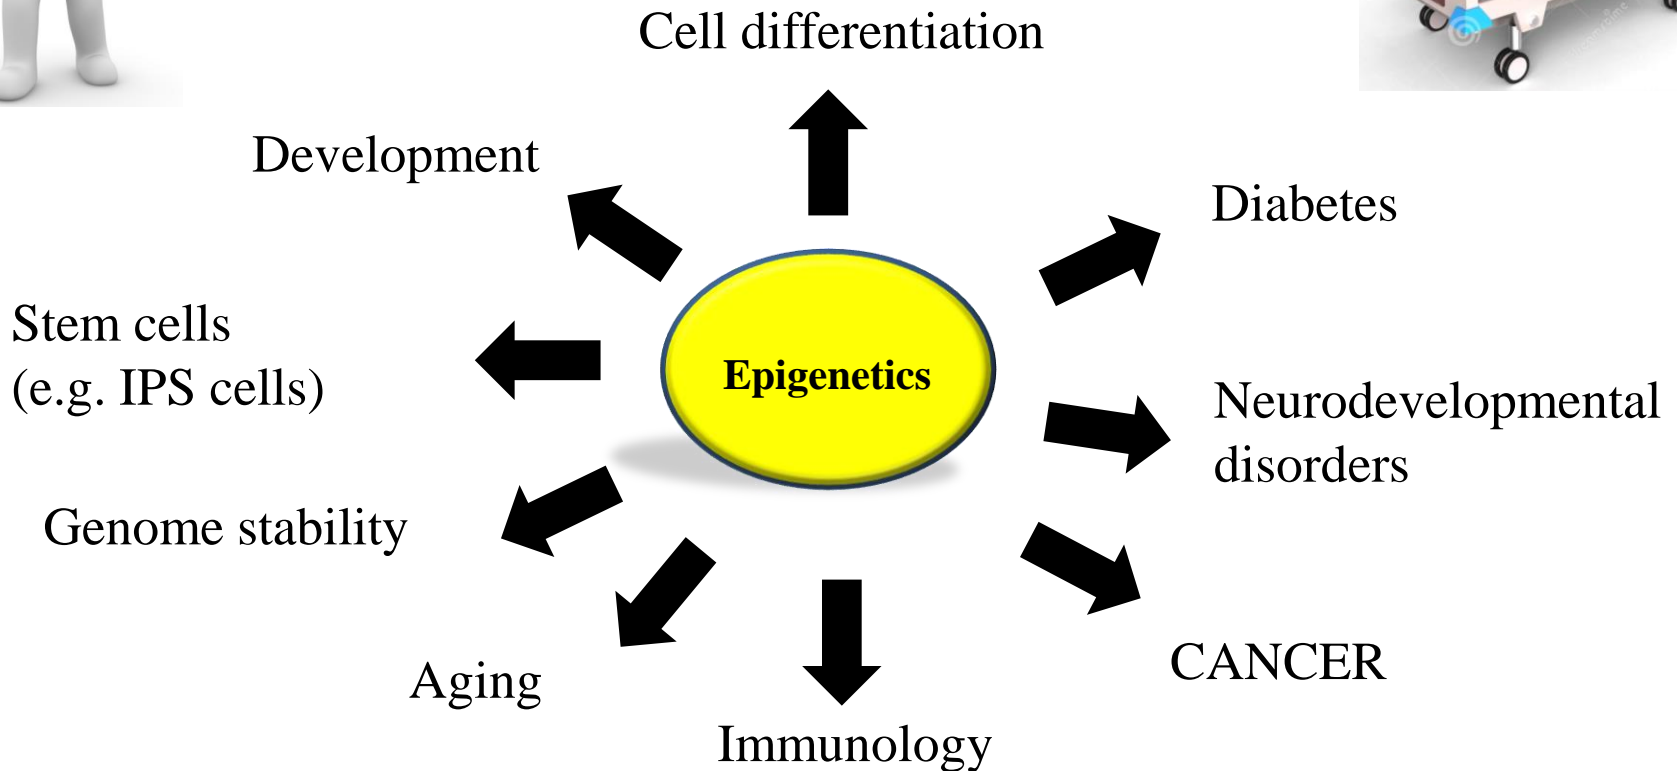 Cell differentiation
Development
Diabetes
Stem cells
(e.g. IPS cells)
Epigenetics
Neurodevelopmental
disorders
Genome stability
CANCER
Aging
Immunology